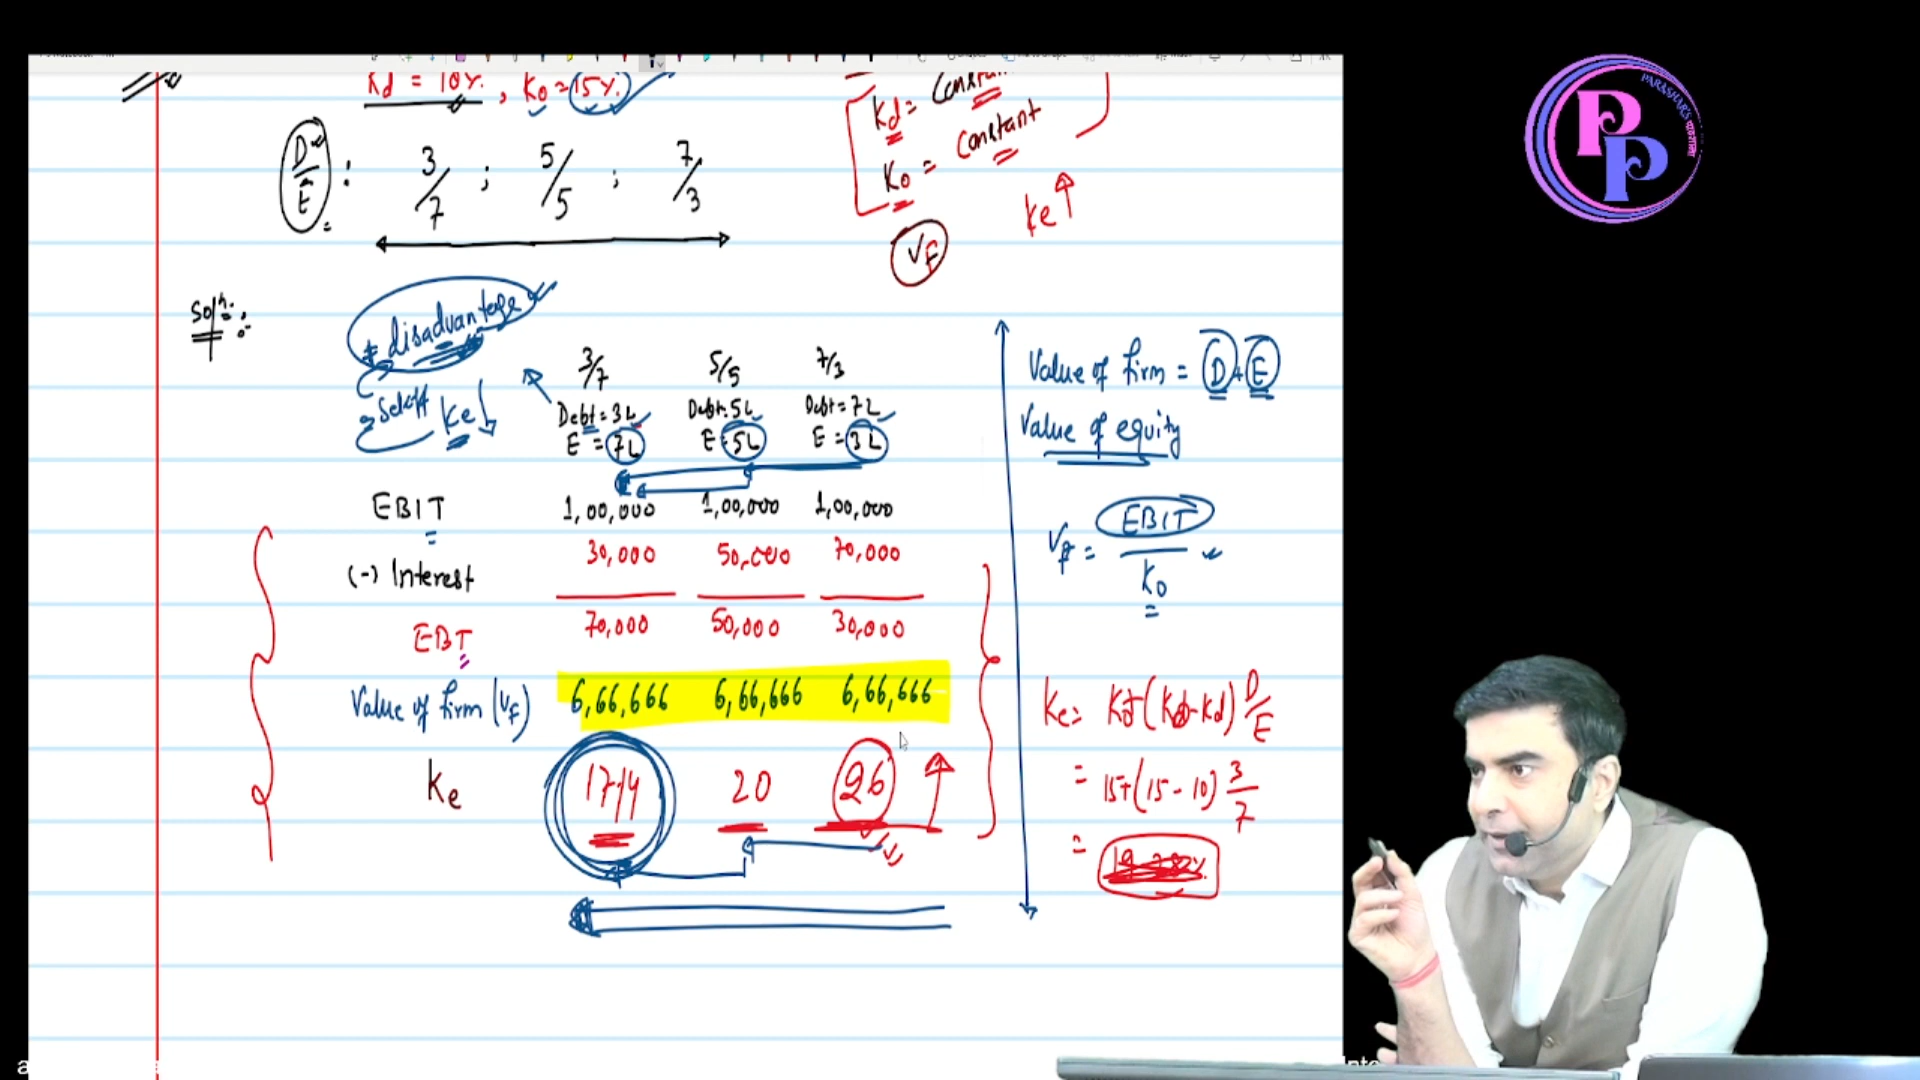 Kd = 10%, Ko = 15%
Kd = Constant
Ko = Constant
Ke ↑
VF
D/E : 3/7 ; 5/5 ; 7/3
Soln. :
* disadvantage
Ke ↓
3/7 5/5 7/3
Debt = 3L Debt = 5L Debt = 7L
E = 7L E = 5L E = 3L
EBIT 1,00,000 1,00,000 1,00,000
(-) Interest 30,000 50,000 70,000
EBT 70,000 50,000 30,000
Value of firm (Vf) 6,66,666 6,66,666 6,66,666
Ke 17.14 20 26
Value of firm = D + E
Value of equity
Vf = EBIT / Ko
= 15+(15-10) 3/7
=
PARASHAR'S
PP